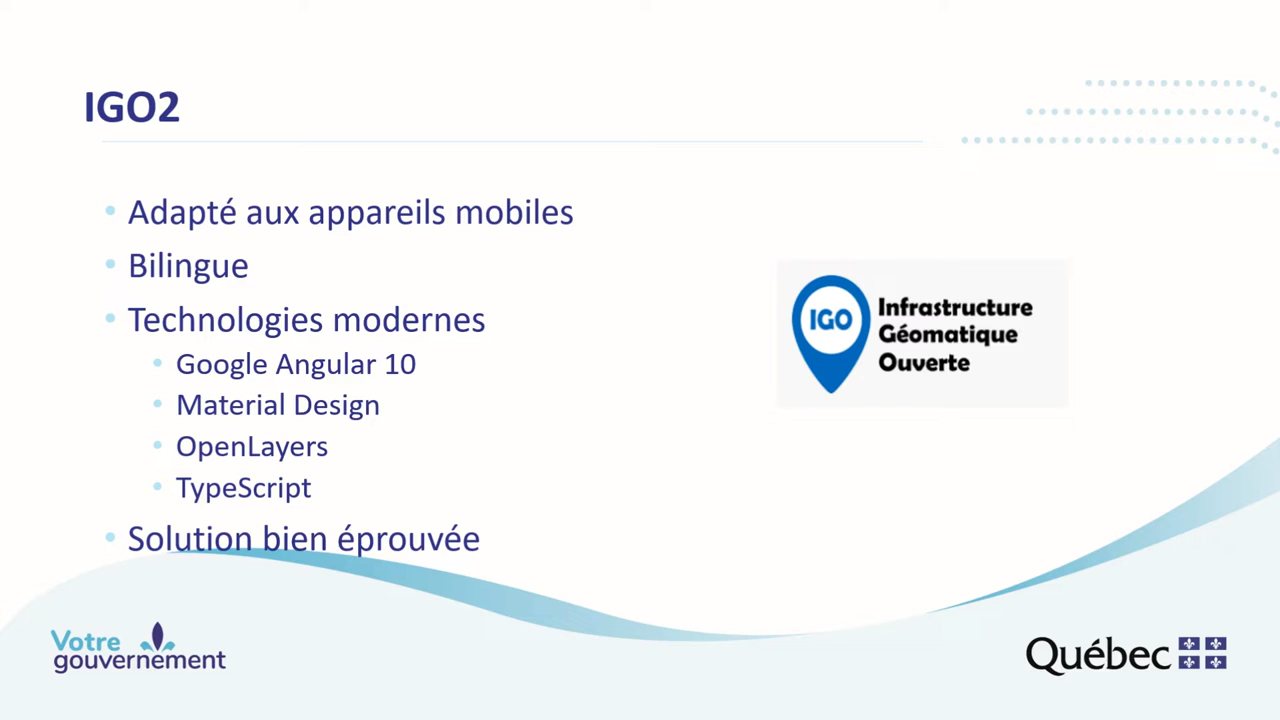 IGO2
• Adapté aux appareils mobiles
• Bilingue
• Technologies modernes
• Google Angular 10
• Material Design
• OpenLayers
• TypeScript
• Solution bien éprouvée
IGO
Infrastructure
Géomatique
Ouverte
Votre
gouvernement
Québec